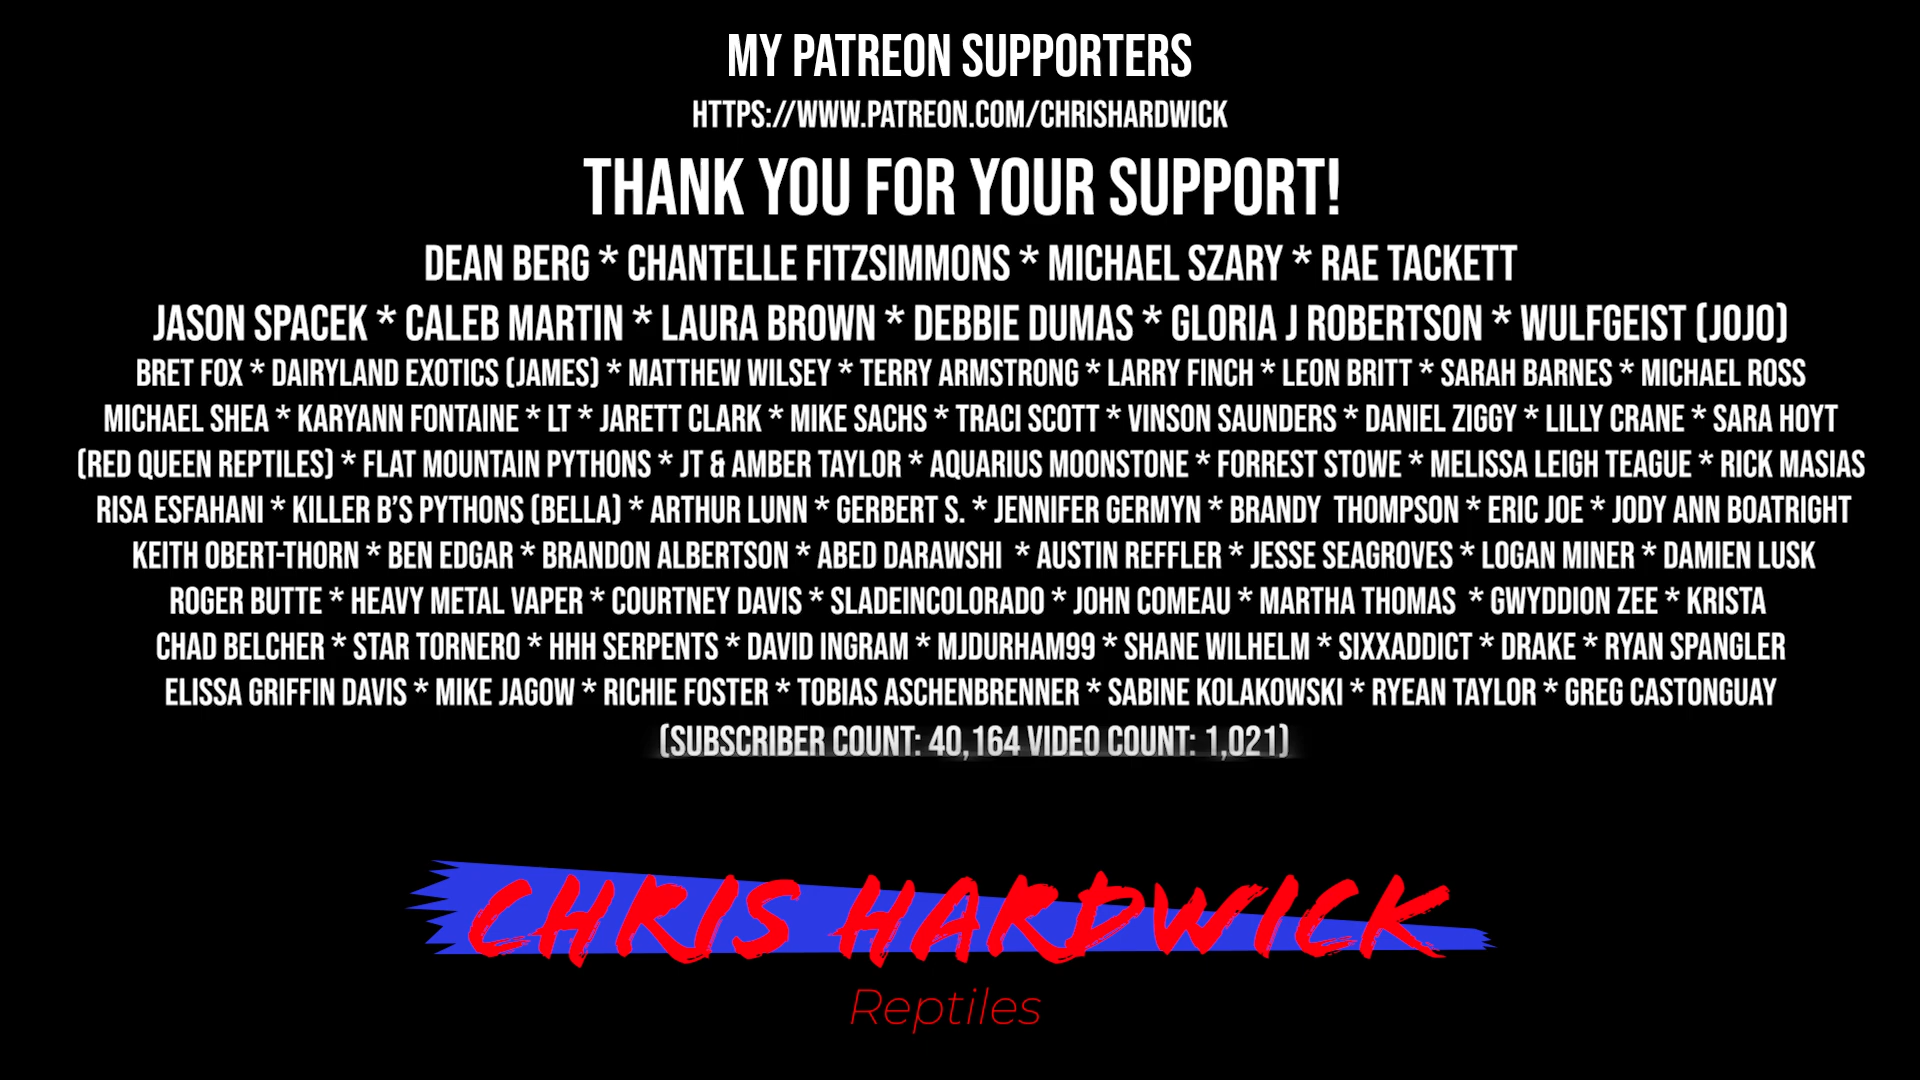 MY PATREON SUPPORTERS
HTTPS://WWW.PATREON.COM/CHRISHARDWICK
THANK YOU FOR YOUR SUPPORT!
DEAN BERG * CHANTELLE FITZSIMMONS * MICHAEL SZARY * RAE TACKETT
JASON SPACEK * CALEB MARTIN * LAURA BROWN * DEBBIE DUMAS * GLORIA J ROBERTSON * WULFGEIST (JOJO)
BRET FOX * DAIRYLAND EXOTICS (JAMES) * MATTHEW WILSEY * TERRY ARMSTRONG * LARRY FINCH * LEON BRITT * SARAH BARNES * MICHAEL ROSS
MICHAEL SHEA * KARYANN FONTAINE * LT * JARETT CLARK * MIKE SACHS * TRACI SCOTT * VINSON SAUNDERS * DANIEL ZIGGY * LILLY CRANE * SARA HOYT
(RED QUEEN REPTILES) * FLAT MOUNTAIN PYTHONS * JT & AMBER TAYLOR * AQUARIUS MOONSTONE * FORREST STOWE * MELISSA LEIGH TEAGUE * RICK MASIAS
RISA ESFAHANI * KILLER B'S PYTHONS (BELLA) * ARTHUR LUNN * GERBERT S. * JENNIFER GERMYN * BRANDY  THOMPSON * ERIC JOE * JODY ANN BOATRIGHT
KEITH OBERT-THORN * BEN EDGAR * BRANDON ALBERTSON * ABED DARAWSHI  * AUSTIN REFFLER * JESSE SEAGROVES * LOGAN MINER * DAMIEN LUSK
ROGER BUTTE * HEAVY METAL VAPER * COURTNEY DAVIS * SLADEINCOLORADO * JOHN COMEAU * MARTHA THOMAS  * GWYDDION ZEE * KRISTA
CHAD BELCHER * STAR TORNERO * HHH SERPENTS * DAVID INGRAM * MJDURHAM99 * SHANE WILHELM * SIXXADDICT * DRAKE * RYAN SPANGLER
ELISSA GRIFFIN DAVIS * MIKE JAGOW * RICHIE FOSTER * TOBIAS ASCHENBRENNER * SABINE KOLAKOWSKI * RYEAN TAYLOR * GREG CASTONGUAY
(SUBSCRIBER COUNT: 40,164 VIDEO COUNT: 1,021)
CHRIS HARDWICK
Reptiles